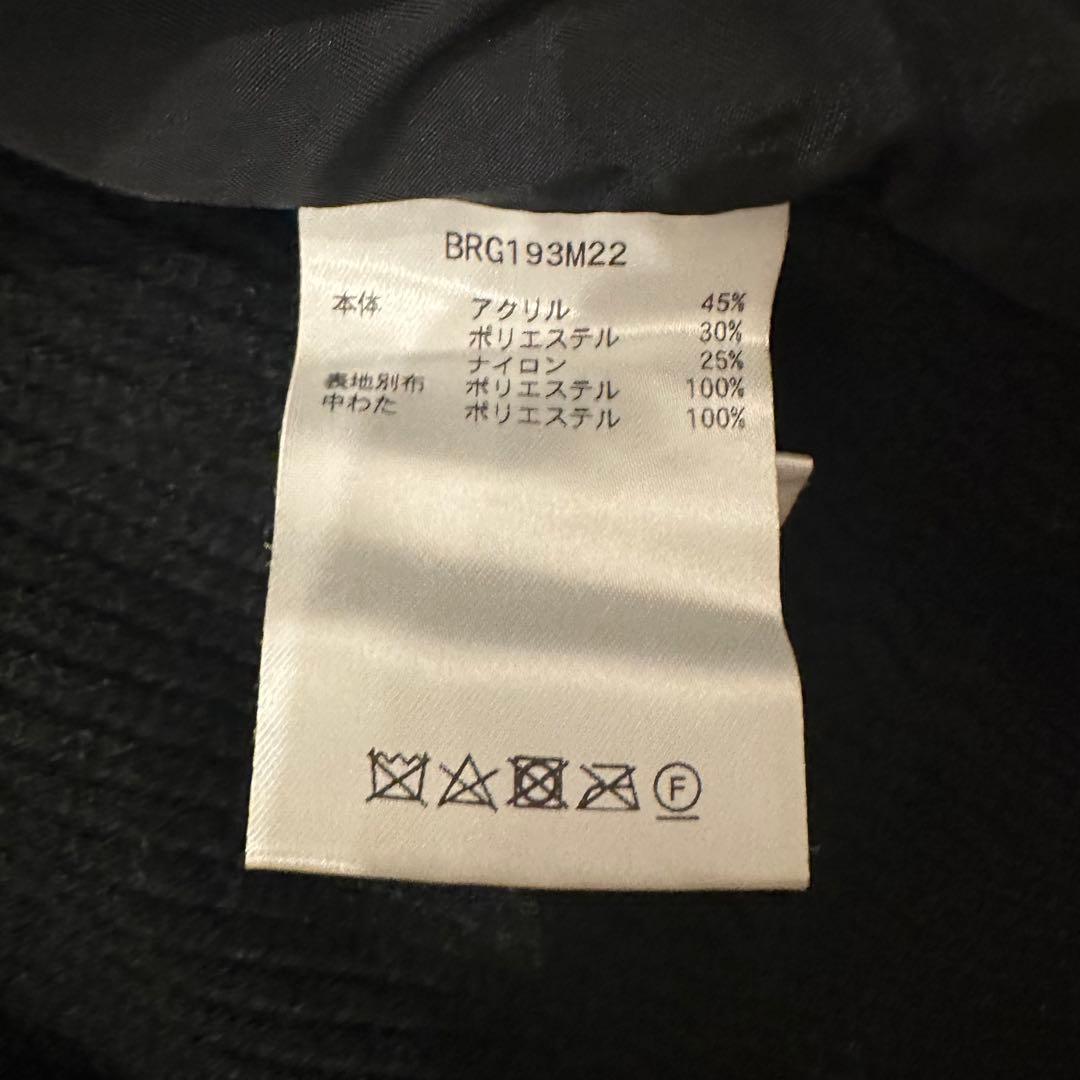 BRG193M22
本体 アクリル 45%
ポリエステル 30%
ナイロン 25%
表地別布 ポリエステル 100%
中わた ポリエステル 100%
F